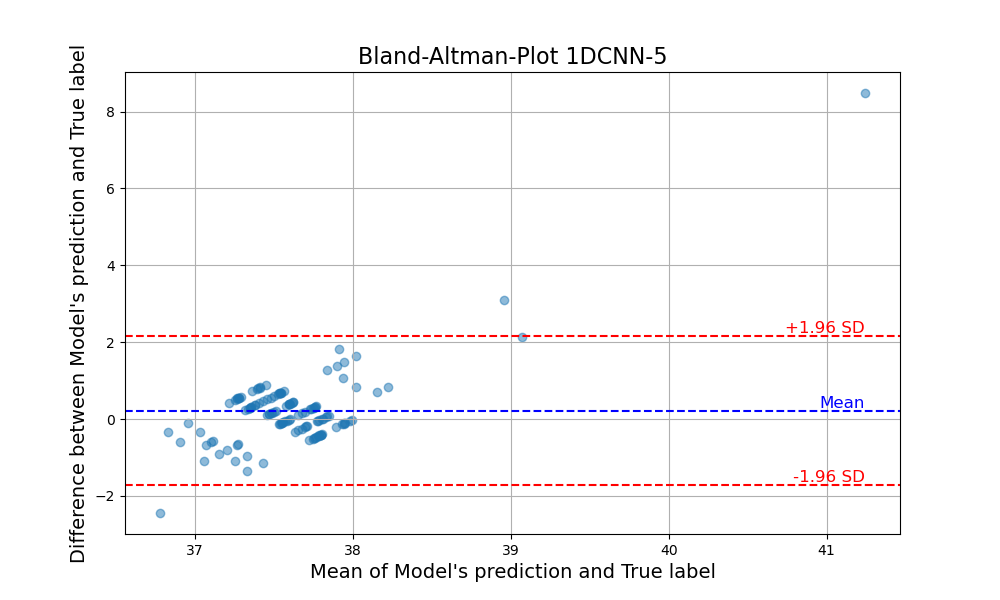 Bland-Altman-Plot 1DCNN-5
Difference between Model's prediction and True label
8
6
4
2
0
−2
+1.96 SD
Mean
-1.96 SD
37
38
39
40
41
Mean of Model's prediction and True label